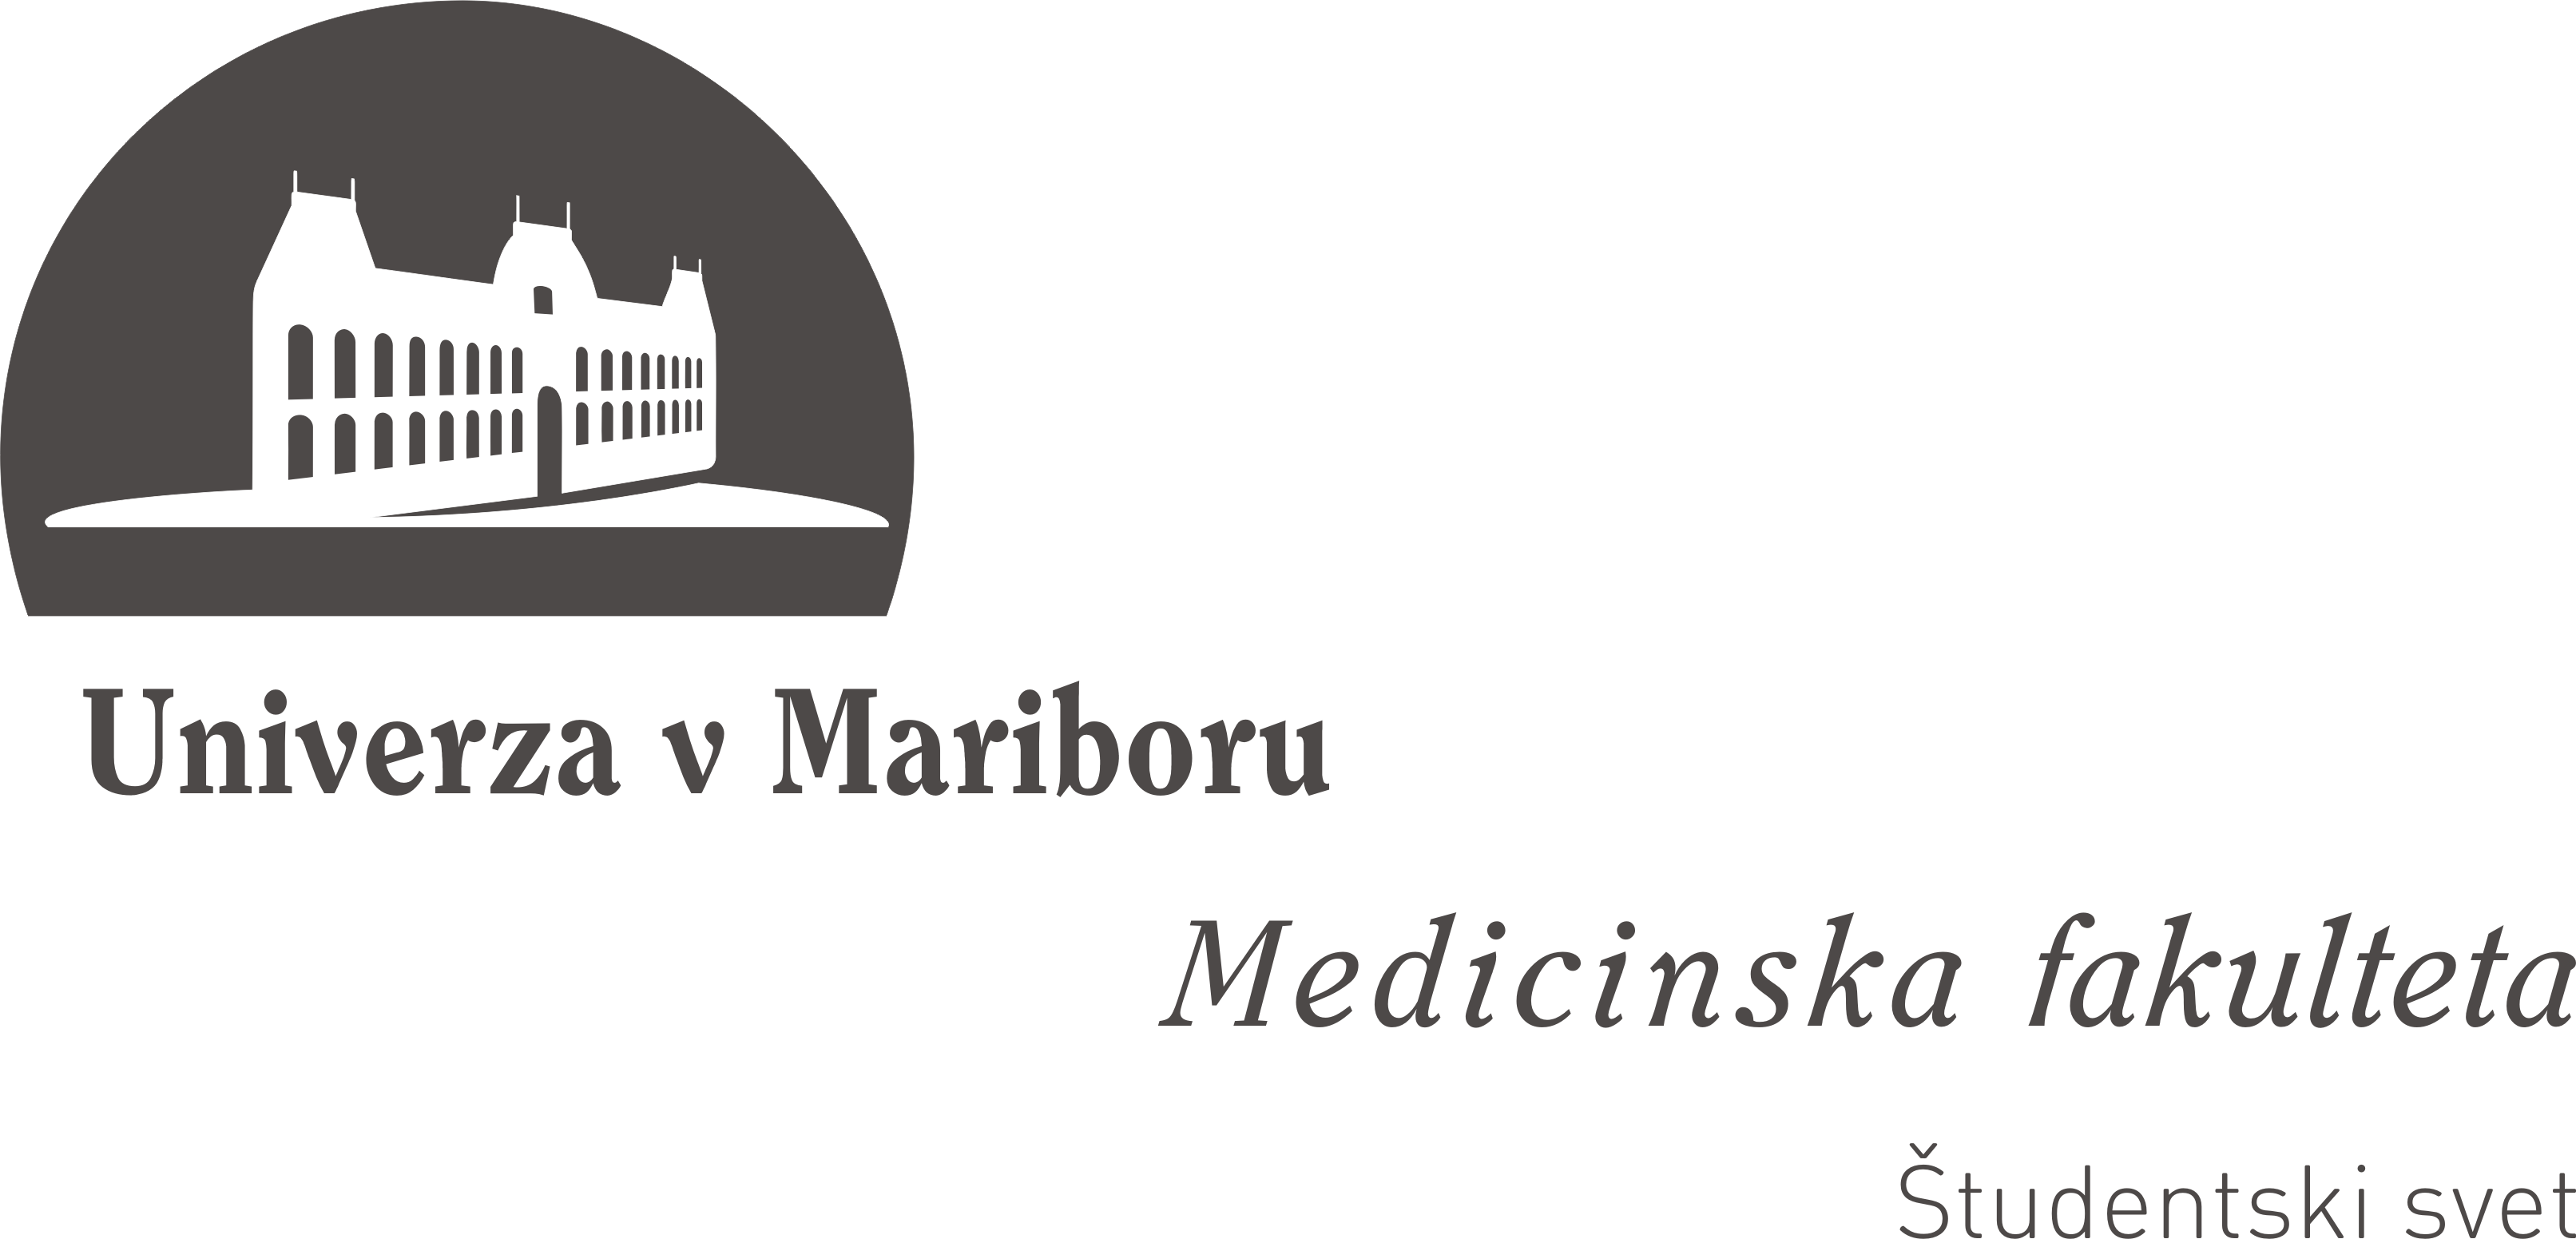 Univerza v Mariboru
Medicinska fakulteta
Študentski svet